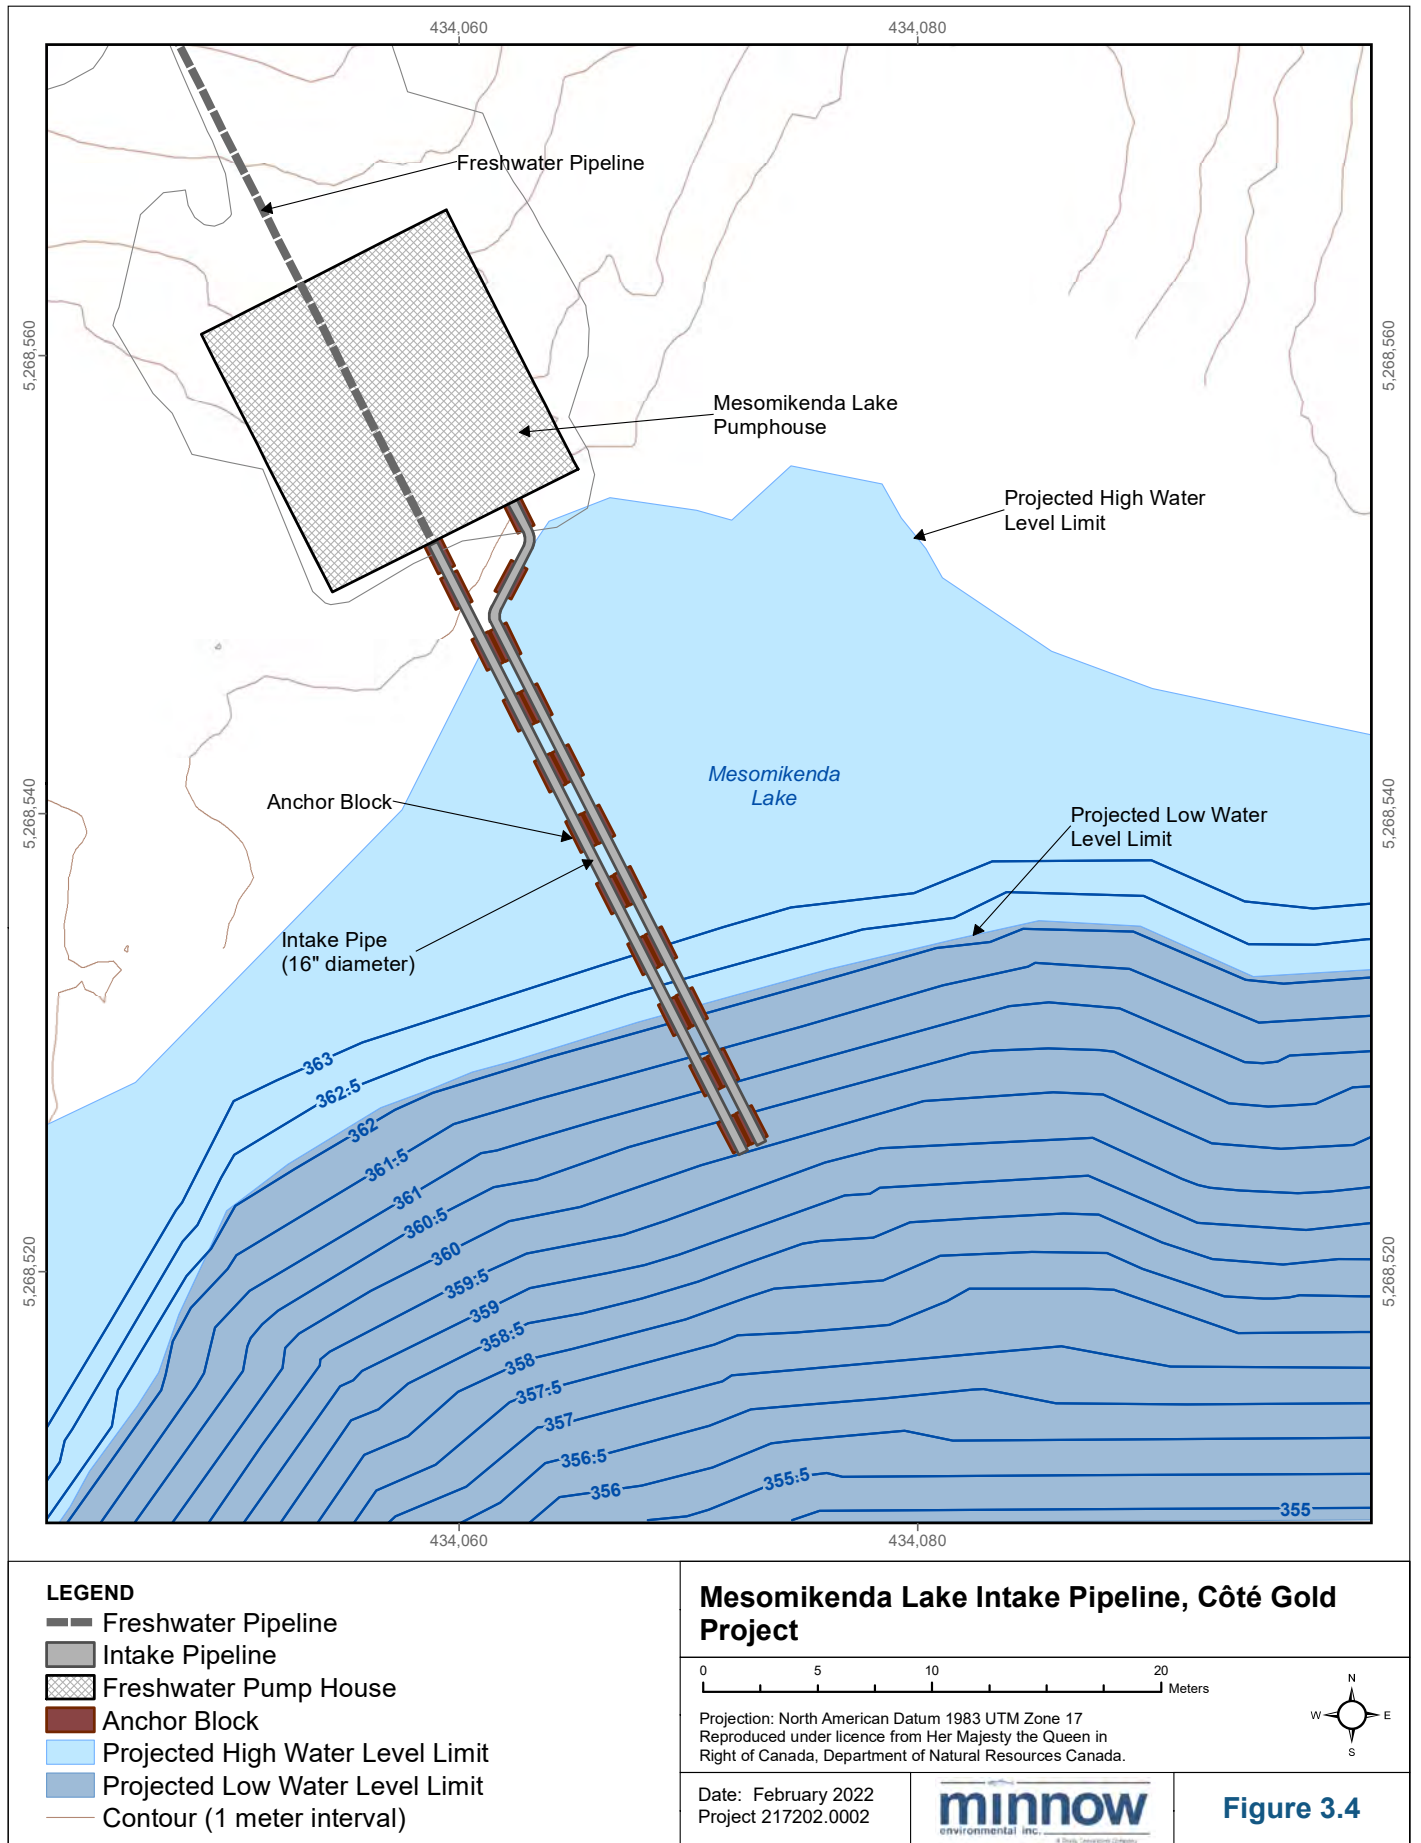 434,060
434,080
Freshwater Pipeline
5,268,560
5,268,560
Mesomikenda Lake
Pumphouse
Projected High Water
Level Limit
Mesomikenda
Lake
Anchor Block
5,268,540
5,268,540
Projected Low Water
Level Limit
Intake Pipe
(16" diameter)
363
362.5
362
361.5
361
360.5
360
359.5
359
358.5
358
357.5
357
356.5
356
355.5
355
5,268,520
5,268,520
434,060
434,080
LEGEND
Freshwater Pipeline
Intake Pipeline
Freshwater Pump House
Anchor Block
Projected High Water Level Limit
Projected Low Water Level Limit
Contour (1 meter interval)
Mesomikenda Lake Intake Pipeline, Côté Gold
Project
0 5 10 20
Meters
N
W E
S
Projection: North American Datum 1983 UTM Zone 17
Reproduced under licence from Her Majesty the Queen in
Right of Canada, Department of Natural Resources Canada.
Date: February 2022
Project 217202.0002
minnow
environmental inc.
Figure 3.4